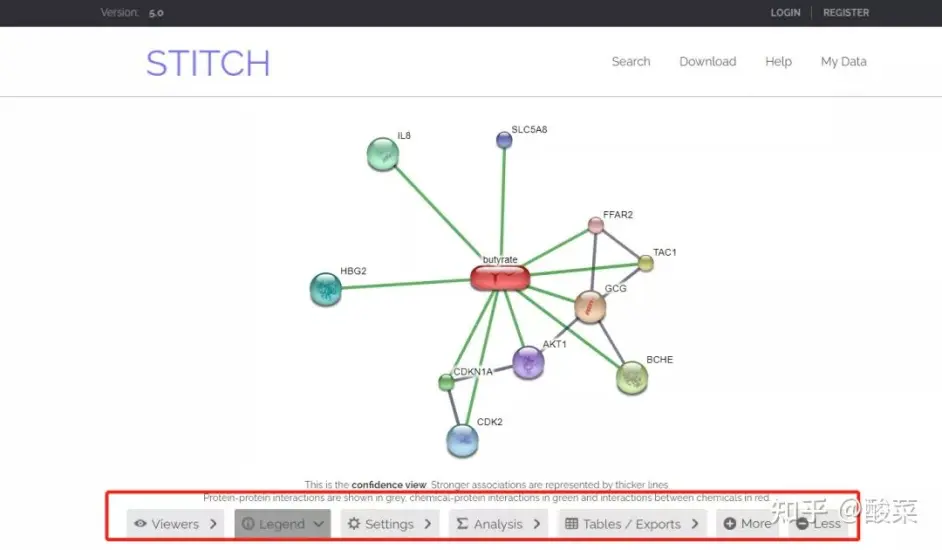 Version: 5.0
LOGIN | REGISTER
STITCH
Search Download Help My Data
IL8
SLC5A8
FFAR2
TAC1
butyrate
HBG2
GCG
AKT1
BCHE
CDKN1A
CDK2
This is the confidence view. Stronger associations are represented by thicker lines.
Protein-protein interactions are shown in grey, chemical-protein interactions in green and interactions between chemicals in red.
Viewers > Legend Settings > Analysis > Tables / Exports > More Less
知乎 @酸菜